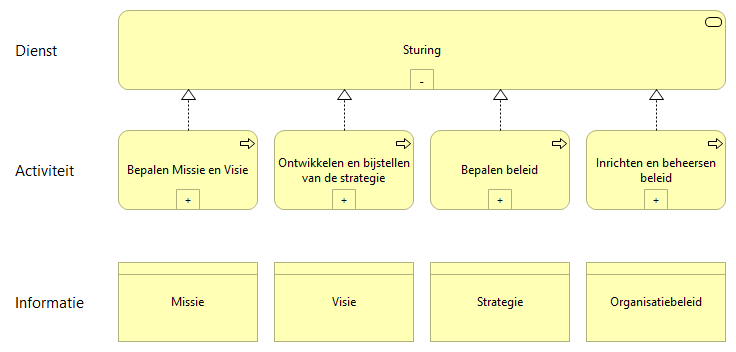 Dienst
Sturing
-
Activiteit
Bepalen Missie en Visie
+
Ontwikkelen en bijstellen
van de strategie
+
Bepalen beleid
+
Inrichten en beheersen
beleid
+
Informatie
Missie
Visie
Strategie
Organisatiebeleid